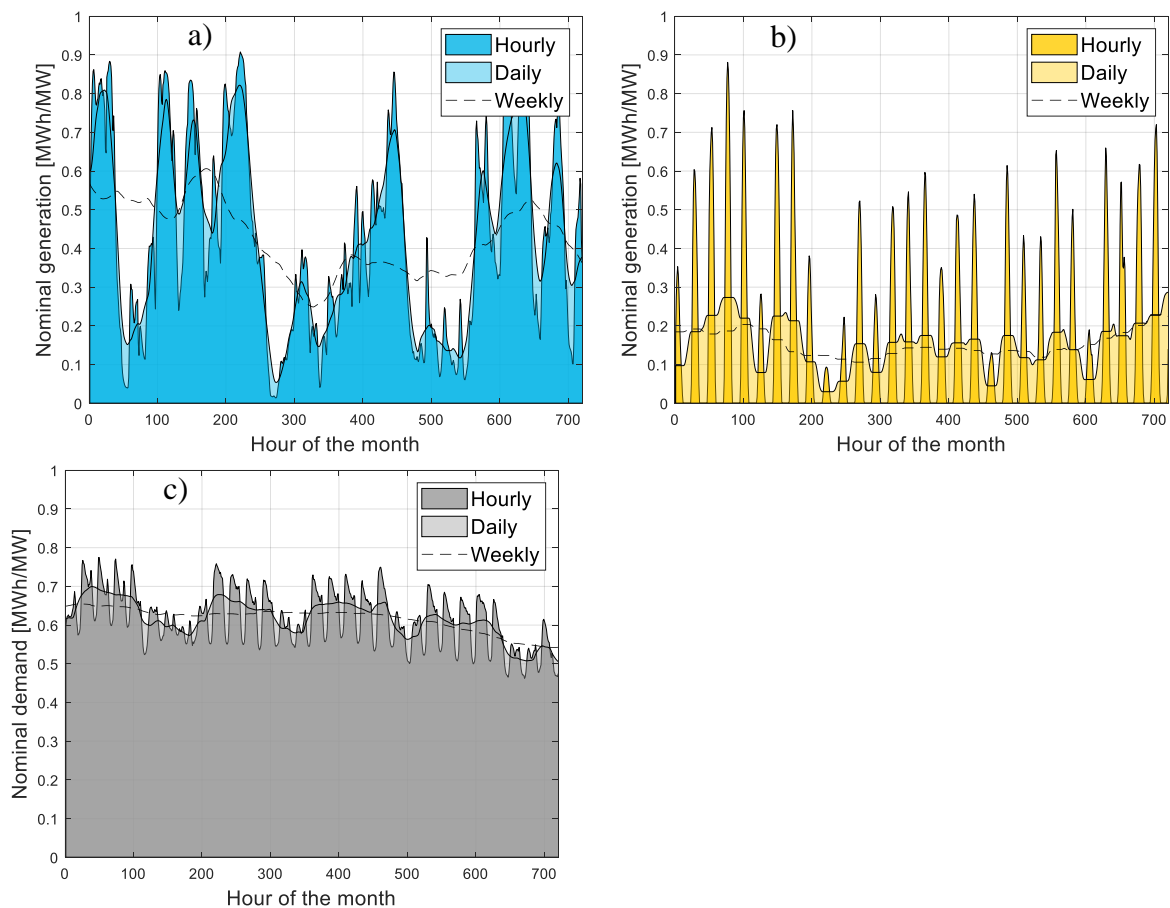 a)
Nominal generation [MWh/MW]
1
0.9
0.8
0.7
0.6
0.5
0.4
0.3
0.2
0.1
0
0 100 200 300 400 500 600 700
Hour of the month
Hourly
Daily
Weekly
b)
Nominal generation [MWh/MW]
1
0.9
0.8
0.7
0.6
0.5
0.4
0.3
0.2
0.1
0
0 100 200 300 400 500 600 700
Hour of the month
Hourly
Daily
Weekly
c)
Nominal demand [MWh/MW]
1
0.9
0.8
0.7
0.6
0.5
0.4
0.3
0.2
0.1
0
0 100 200 300 400 500 600 700
Hour of the month
Hourly
Daily
Weekly